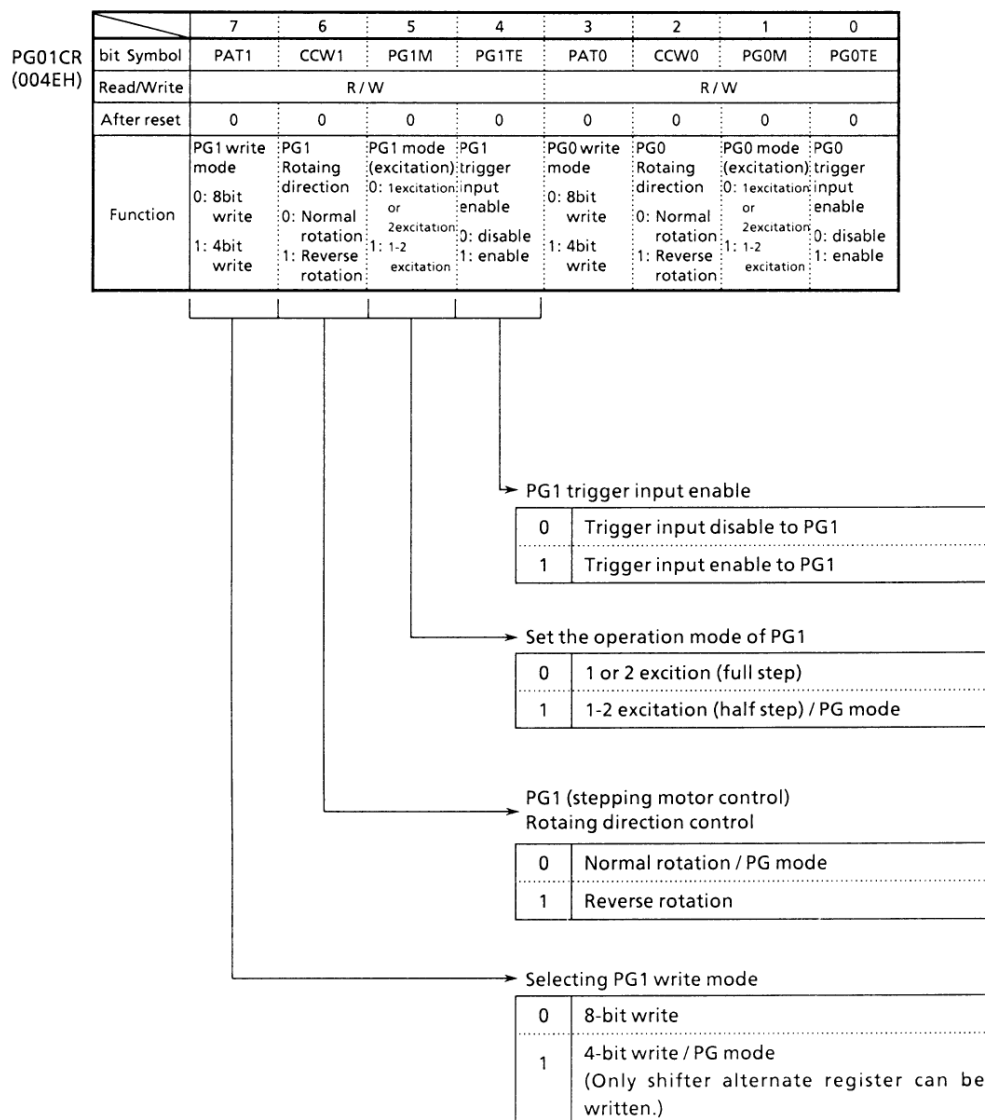 7 6 5 4 3 2 1 0
PG01CR
(004EH)
bit Symbol PAT1 CCW1 PG1M PG1TE PAT0 CCW0 PG0M PG0TE
Read/Write R / W R / W
After reset 0 0 0 0 0 0 0 0
Function
PG1 write
mode
0: 8bit
write
1: 4bit
write
PG1
Rotaing
direction
0: Normal
rotation
1: Reverse
rotation
PG1 mode
(excitation)
0: 1excitation
or
2excitation
1: 1-2
excitation
PG1
trigger
input
enable
0: disable
1: enable
PG0 write
mode
0: 8bit
write
1: 4bit
write
PG0
Rotaing
direction
0: Normal
rotation
1: Reverse
rotation
PG0 mode
(excitation)
0: 1excitation
or
2excitation
1: 1-2
excitation
PG0
trigger
input
enable
0: disable
1: enable
PG1 trigger input enable
0 Trigger input disable to PG1
1 Trigger input enable to PG1
Set the operation mode of PG1
0 1 or 2 excition (full step)
1 1-2 excitation (half step) / PG mode
PG1 (stepping motor control)
Rotaing direction control
0 Normal rotation / PG mode
1 Reverse rotation
Selecting PG1 write mode
0 8-bit write
1 4-bit write / PG mode
(Only shifter alternate register can be
written.)